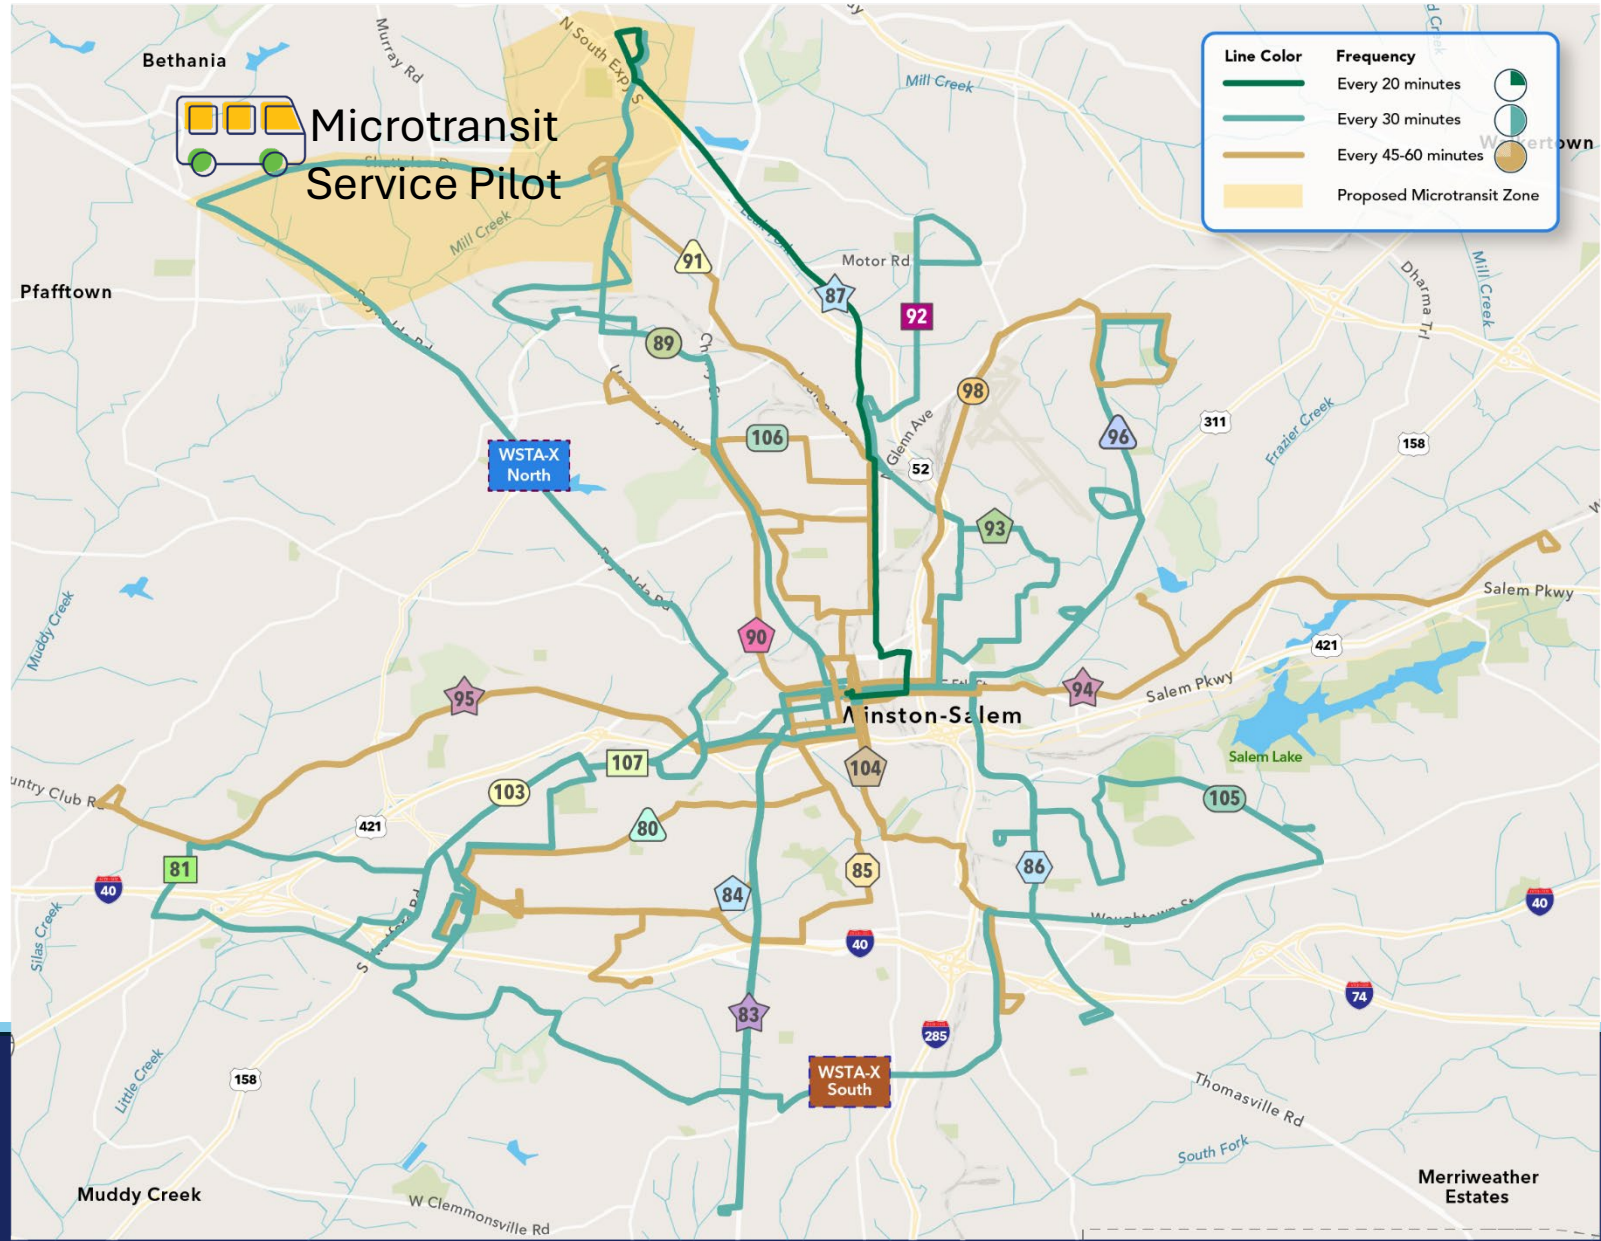 Bethania
Murray Rd
N South Expy S
Mill Creek
Line Color
Frequency
Every 20 minutes
Every 30 minutes
Every 45-60 minutes
Proposed Microtransit Zone
Microtransit
Service Pilot
Mill Creek
Motor Rd
Mill Creek
Dharma Trl
Pfafftown
91
87
92
89
98
106
96
311
158
Frazier Creek
Glenn Ave
52
WSTA-X
North
93
Muddy Creek
Salem Pkwy
421
90
95
94
Salem Pkwy
Winston-Salem
Salem Lake
107
104
103
105
80
421
81
85
86
84
40
40
40
Waughtown St
Silas Creek
74
83
285
WSTA-X
South
158
Little Creek
Thomasville Rd
South Fork
Muddy Creek
W Clemmonsville Rd
Merriweather
Estates